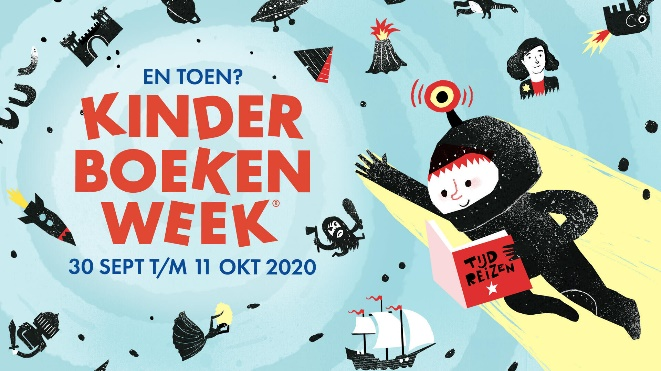 EN TOEN?
KINDER
BOEKEN
WEEK®
30 SEPT T/M 11 OKT 2020
TIJD
REIZEN